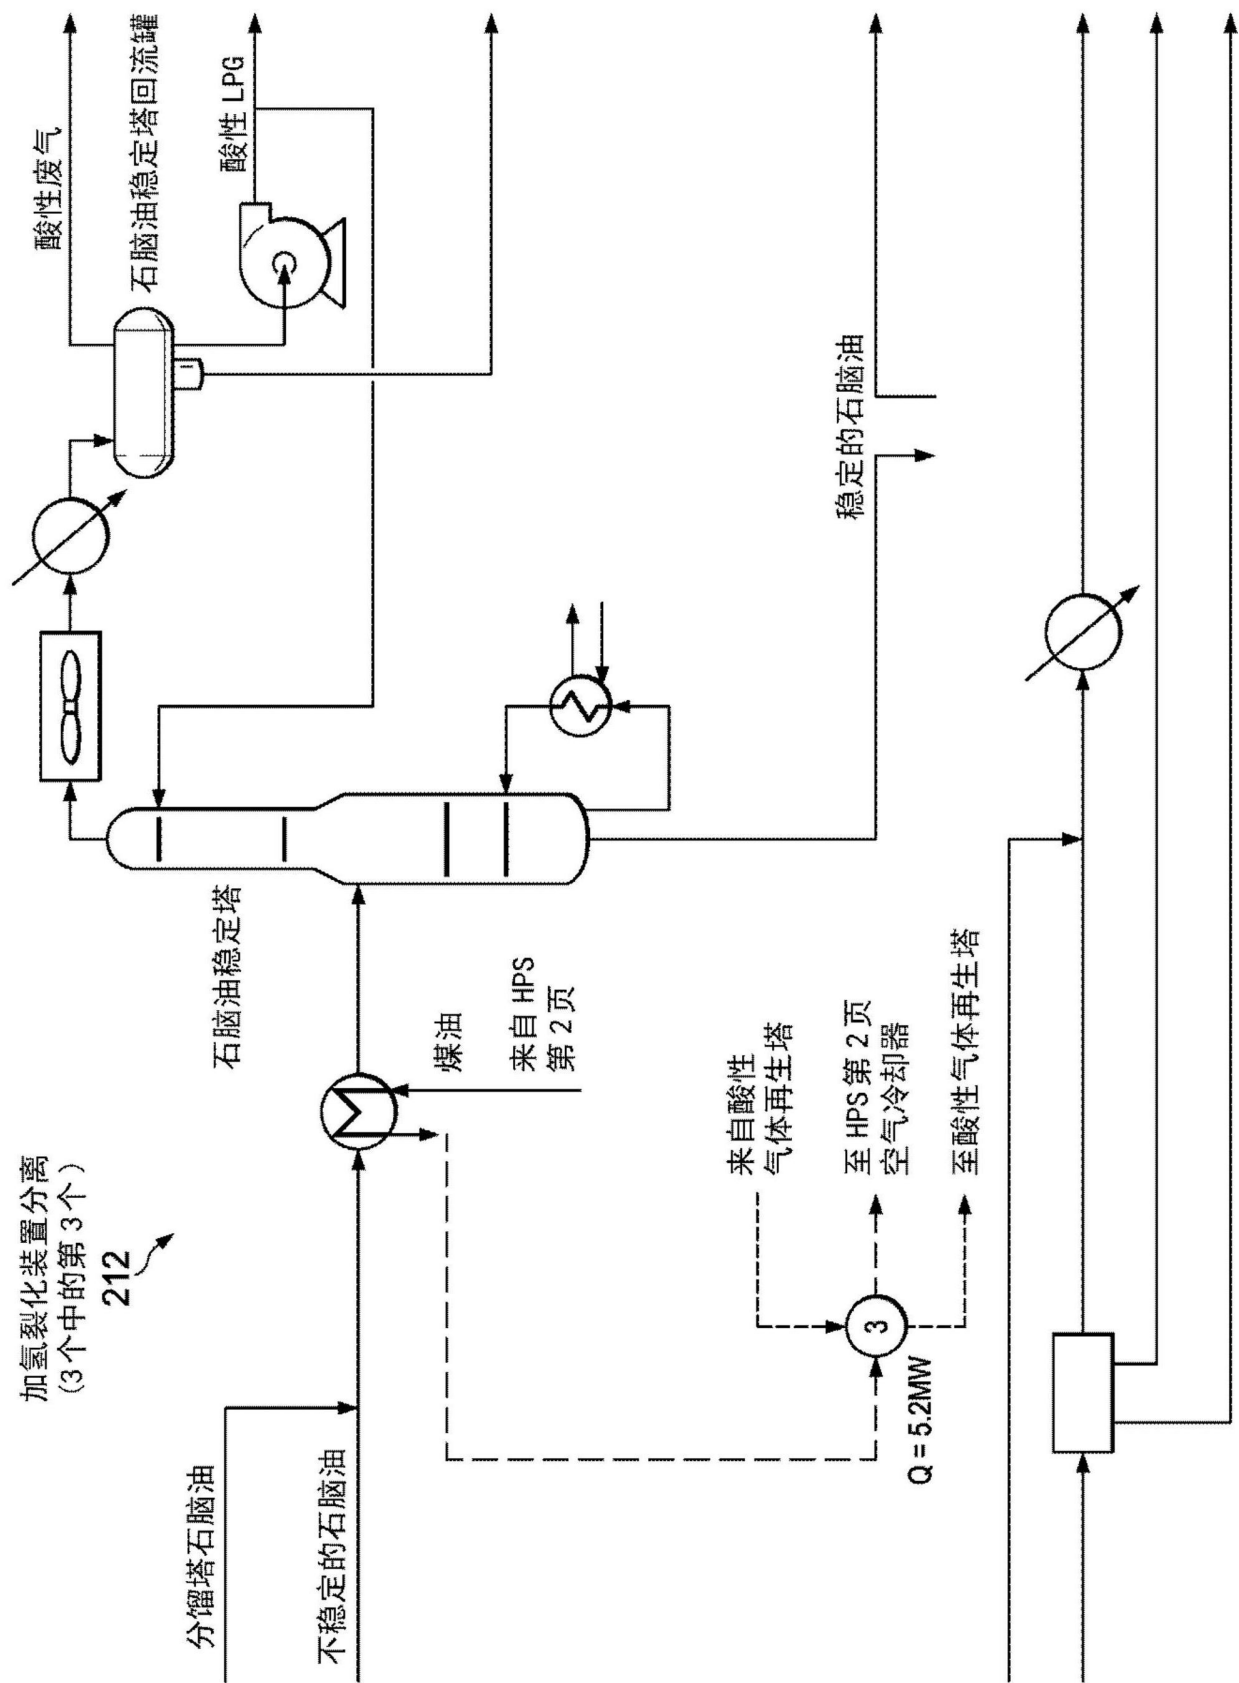 加氢裂化装置分离
(3个中的第3个)
212
酸性废气
石脑油稳定塔回流罐
酸性 LPG
石脑油稳定塔
分馏塔石脑油
不稳定的石脑油
煤油
来自 HPS
第 2 页
来自酸性
气体再生塔
至 HPS 第 2 页
空气冷却器
至酸性气体再生塔
3
Q = 5.2MW
稳定的石脑油